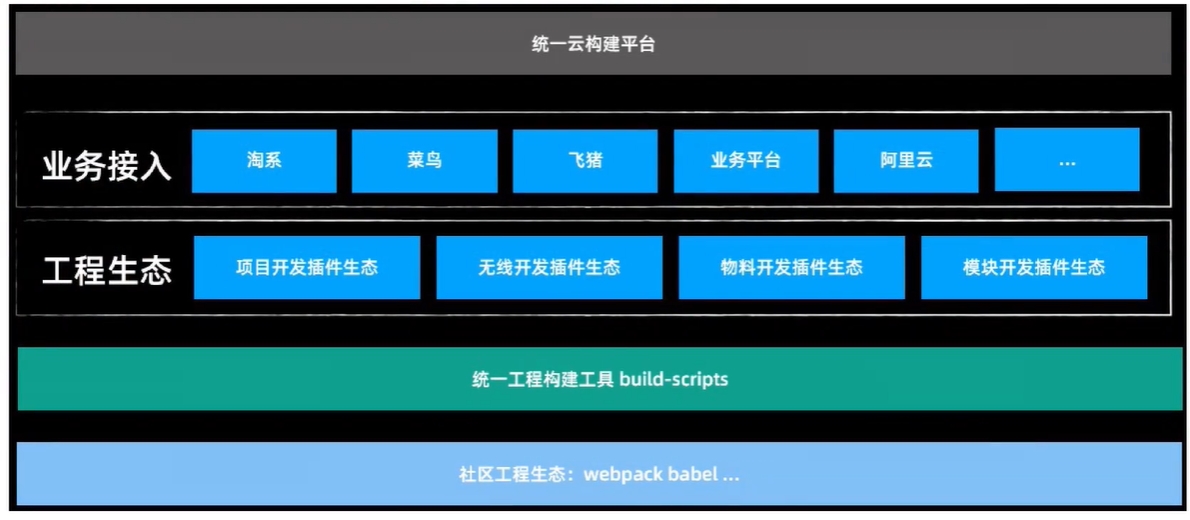 统一云构建平台
业务接入
淘系
菜鸟
飞猪
业务平台
阿里云
...
工程生态
项目开发插件生态
无线开发插件生态
物料开发插件生态
模块开发插件生态
统一工程构建工具 build-scripts
社区工程生态：webpack babel ...